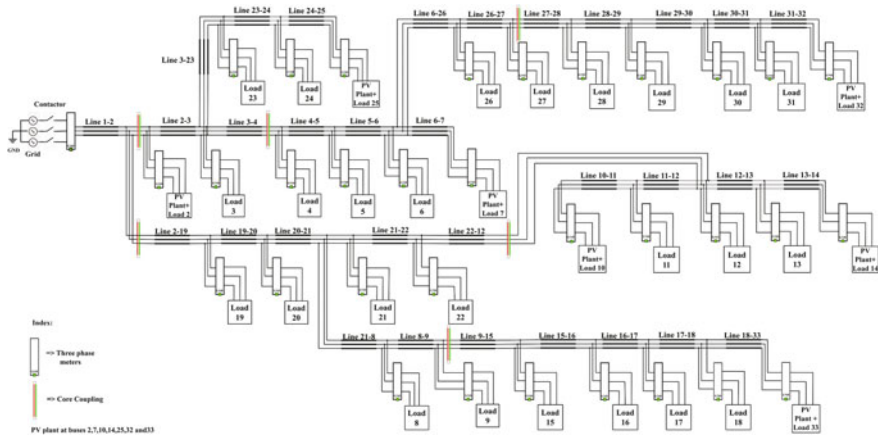 Line 23-24 Line 24-25
Line 6-26 Line 26-27 Line 27-28 Line 28-29 Line 29-30 Line 30-31 Line 31-32
Line 3-23
Load 23
Load 24
PV Plant+ Load 25
Load 26
Load 27
Load 28
Load 29
Load 30
Load 31
PV Plant+ Load 32
Contactor
GND
Grid
Line 1-2 Line 2-3 Line 3-4 Line 4-5 Line 5-6 Line 6-7
PV Plant+ Load 2
Load 3
Load 4
Load 5
Load 6
PV Plant+ Load 7
Line 10-11 Line 11-12 Line 12-13 Line 13-14
PV Plant+ Load 10
Load 11
Load 12
Load 13
PV Plant+ Load 14
Line 2-19 Line 19-20 Line 20-21 Line 21-22 Line 22-12
Load 19
Load 20
Load 21
Load 22
Line 21-8 Line 8-9 Line 9-15 Line 15-16 Line 16-17 Line 17-18 Line 18-33
Load 8
Load 9
Load 15
Load 16
Load 17
Load 18
PV Plant+ Load 33
Index:
=> Three phase
meters
=> Core Coupling
PV plant at buses 2,7,10,14,25,32 and33